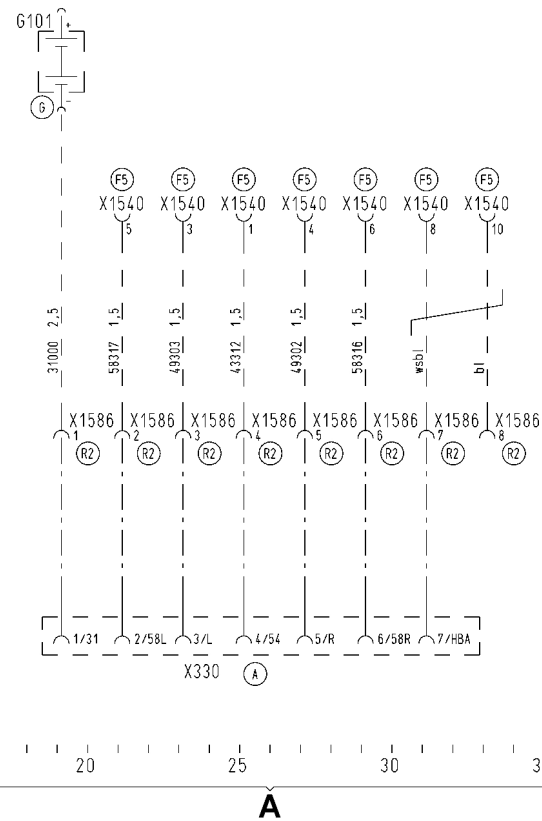 G101 +
G -
F5 F5 F5 F5 F5 F5 F5
X1540 X1540 X1540 X1540 X1540 X1540 X1540
5 3 1 4 6 8 10
31000 2,5
58317 1,5
49303 1,5
43312 1,5
49302 1,5
58316 1,5
wsbl
bl
X1586 X1586 X1586 X1586 X1586 X1586 X1586 X1586
1 2 3 4 5 6 7 8
R2 R2 R2 R2 R2 R2 R2 R2
1/31 2/58L 3/L 4/54 5/R 6/58R 7/HBA
X330 A
20 25 30 3
A